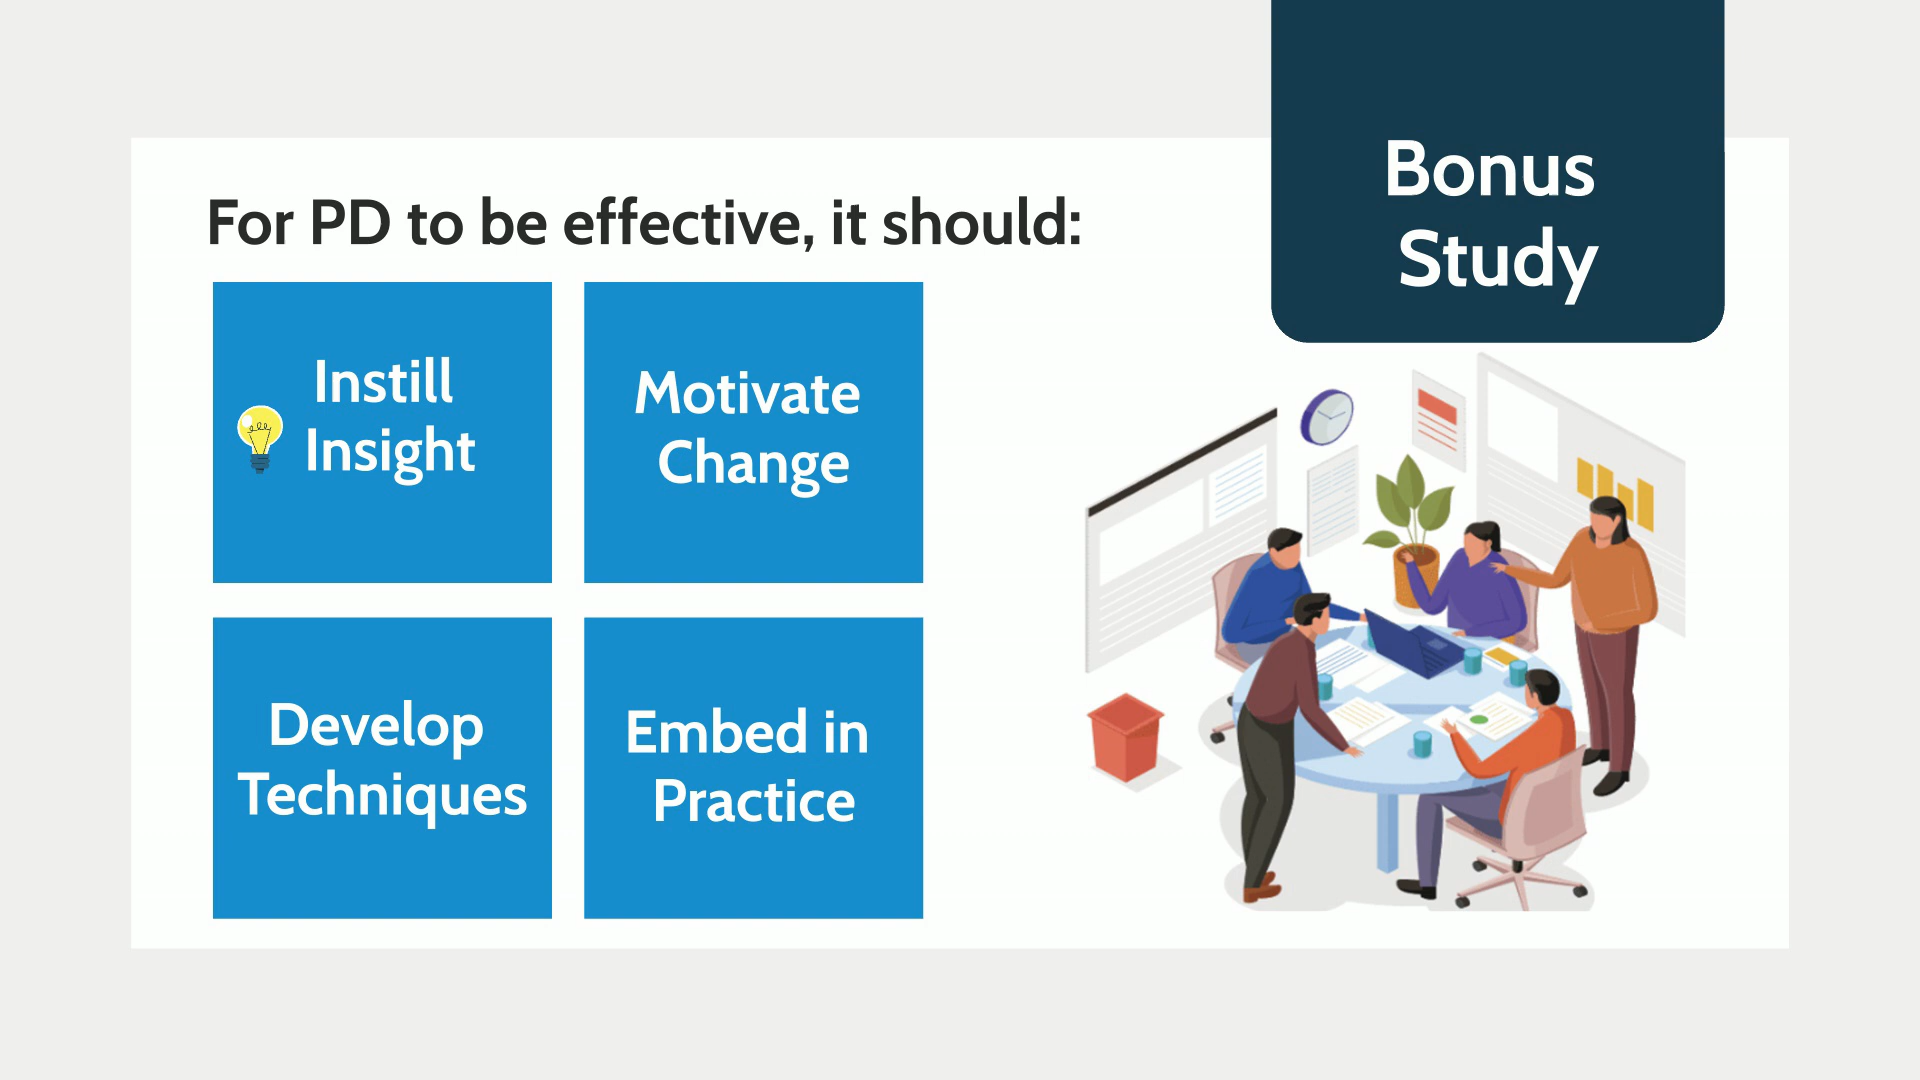 Bonus
Study
For PD to be effective, it should:
Instill
Insight
Motivate
Change
Develop
Techniques
Embed in
Practice